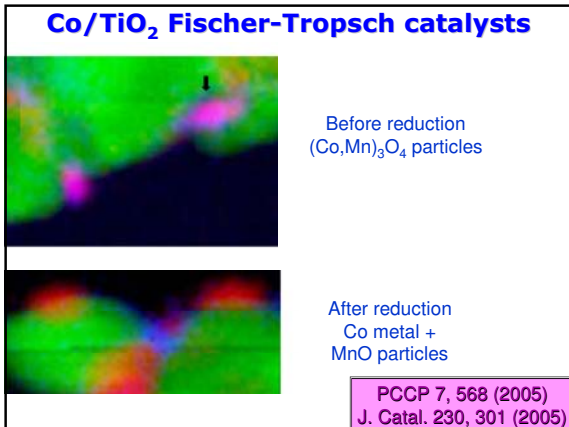 Co/TiO₂ Fischer-Tropsch catalysts
Before reduction
(Co,Mn)₃O₄ particles
After reduction
Co metal +
MnO particles
PCCP 7, 568 (2005)
J. Catal. 230, 301 (2005)